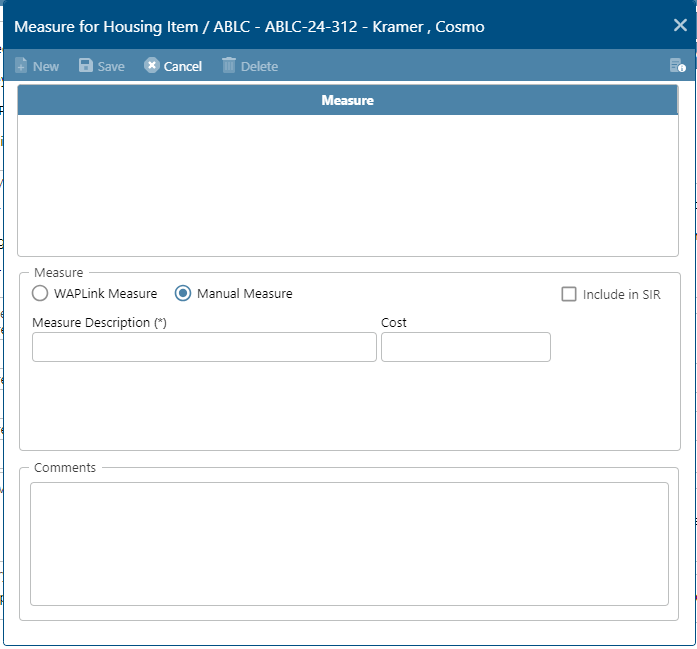 Measure for Housing Item / ABLC - ABLC-24-312 - Kramer , Cosmo
New Save Cancel Delete
Measure
Measure
WAPLink Measure Manual Measure Include in SIR
Measure Description (*) Cost
Comments